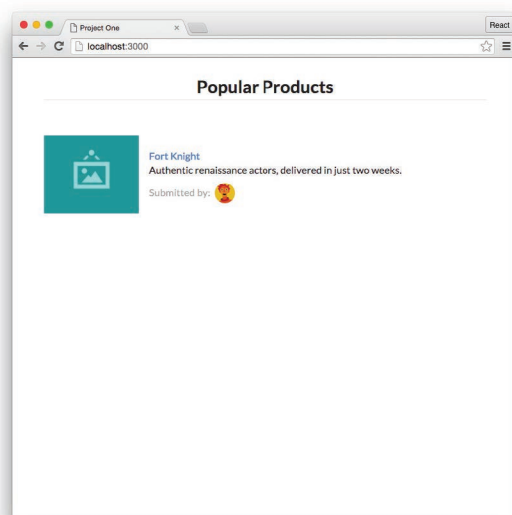 Project One
React
localhost:3000
Popular Products
Fort Knight
Authentic renaissance actors, delivered in just two weeks.
Submitted by: